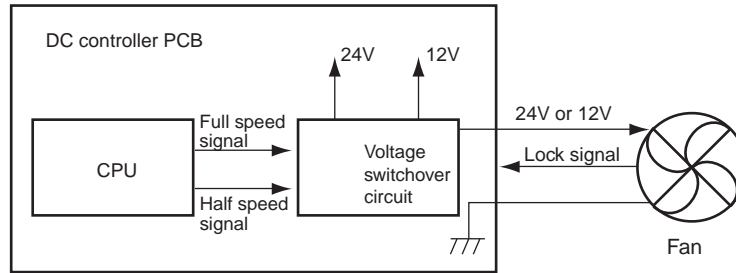 DC controller PCB
24V
12V
Full speed
signal
CPU
Half speed
signal
Voltage
switchover
circuit
24V or 12V
Lock signal
Fan